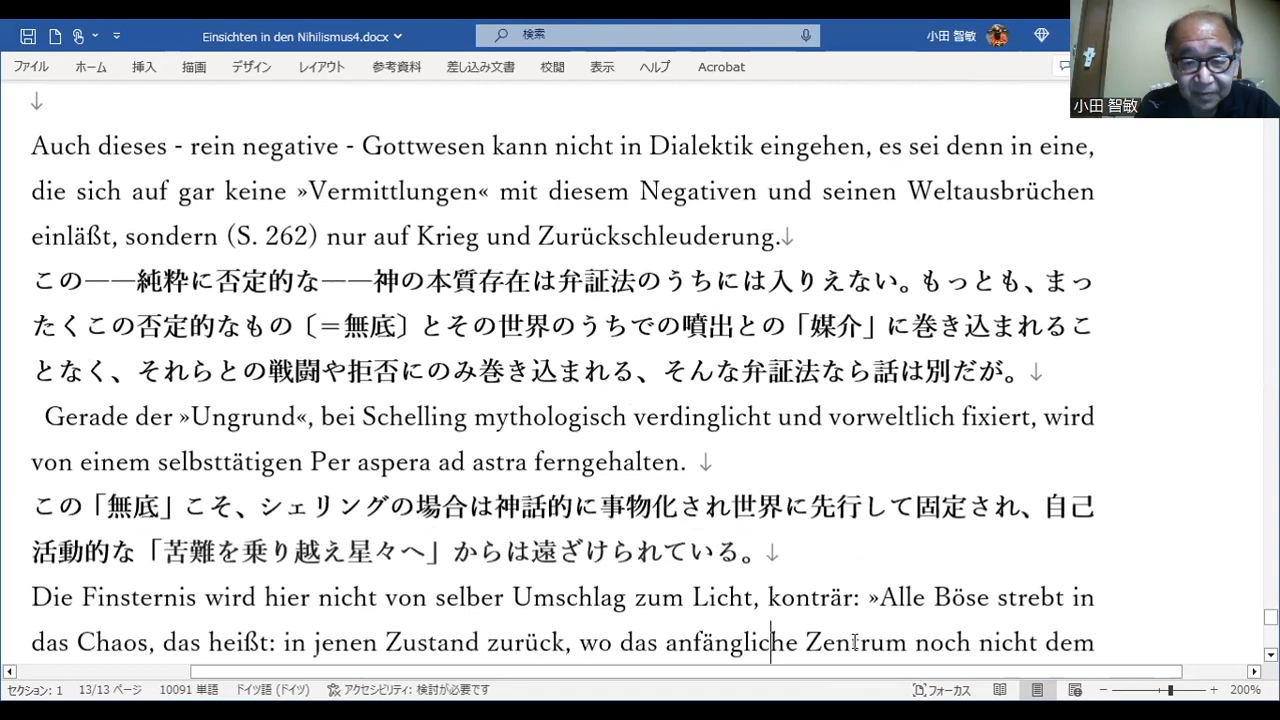 Einsichten in den Nihilismus4.docx
検索
小田 智敏
ファイル ホーム 挿入 描画 デザイン レイアウト 参考資料 差し込み文書 校閲 表示 ヘルプ Acrobat
小田 智敏
↓
Auch dieses - rein negative - Gottwesen kann nicht in Dialektik eingehen, es sei denn in eine,
die sich auf gar keine »Vermittlungen« mit diesem Negativen und seinen Weltausbrüchen
einläßt, sondern (S. 262) nur auf Krieg und Zurückschleuderung.↓
この――純粋に否定的な――神の本質存在は弁証法のうちには入りえない。もっとも、まっ
たくこの否定的なもの〔＝無底〕とその世界のうちでの噴出との「媒介」に巻き込まれるこ
となく、それらとの戦闘や拒否にのみ巻き込まれる、そんな弁証法なら話は別だが。↓
Gerade der »Ungrund«, bei Schelling mythologisch verdinglicht und vorweltlich fixiert, wird
von einem selbsttätigen Per aspera ad astra ferngehalten. ↓
この「無底」こそ、シェリングの場合は神話的に事物化され世界に先行して固定され、自己
活動的な「苦難を乗り越え星々へ」からは遠ざけられている。↓
Die Finsternis wird hier nicht von selber Umschlag zum Licht, konträr: »Alle Böse strebt in
das Chaos, das heißt: in jenen Zustand zurück, wo das anfängliche Zentrum noch nicht dem
セクション: 1 13/13 ページ 10091 単語 ドイツ語 (ドイツ) アクセシビリティ: 検討が必要です フォーカス 200%